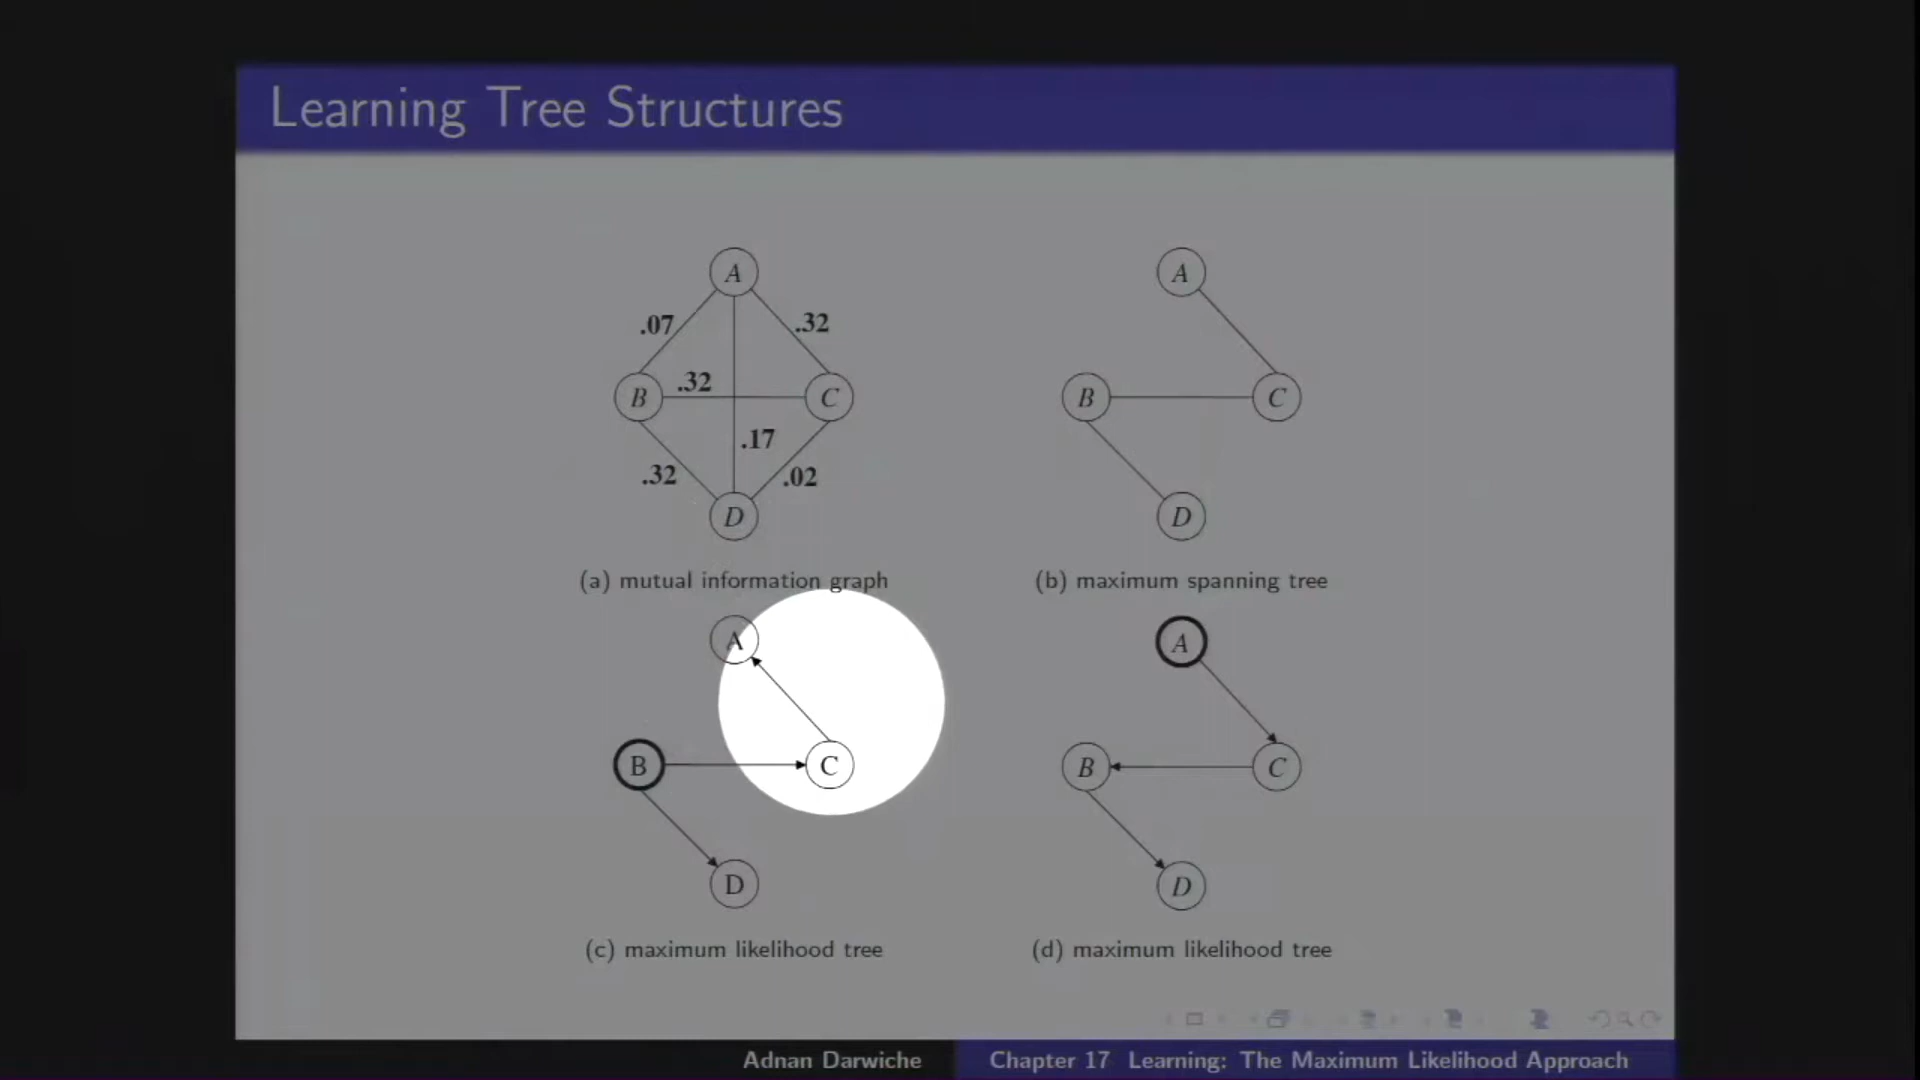 Learning Tree Structures
A
.07
.32
B
.32
C
.17
.32
.02
D
A
B
C
D
(a) mutual information graph
(b) maximum spanning tree
A
B
C
D
A
B
C
D
(c) maximum likelihood tree
(d) maximum likelihood tree
Adnan Darwiche
Chapter 17 Learning: The Maximum Likelihood Approach